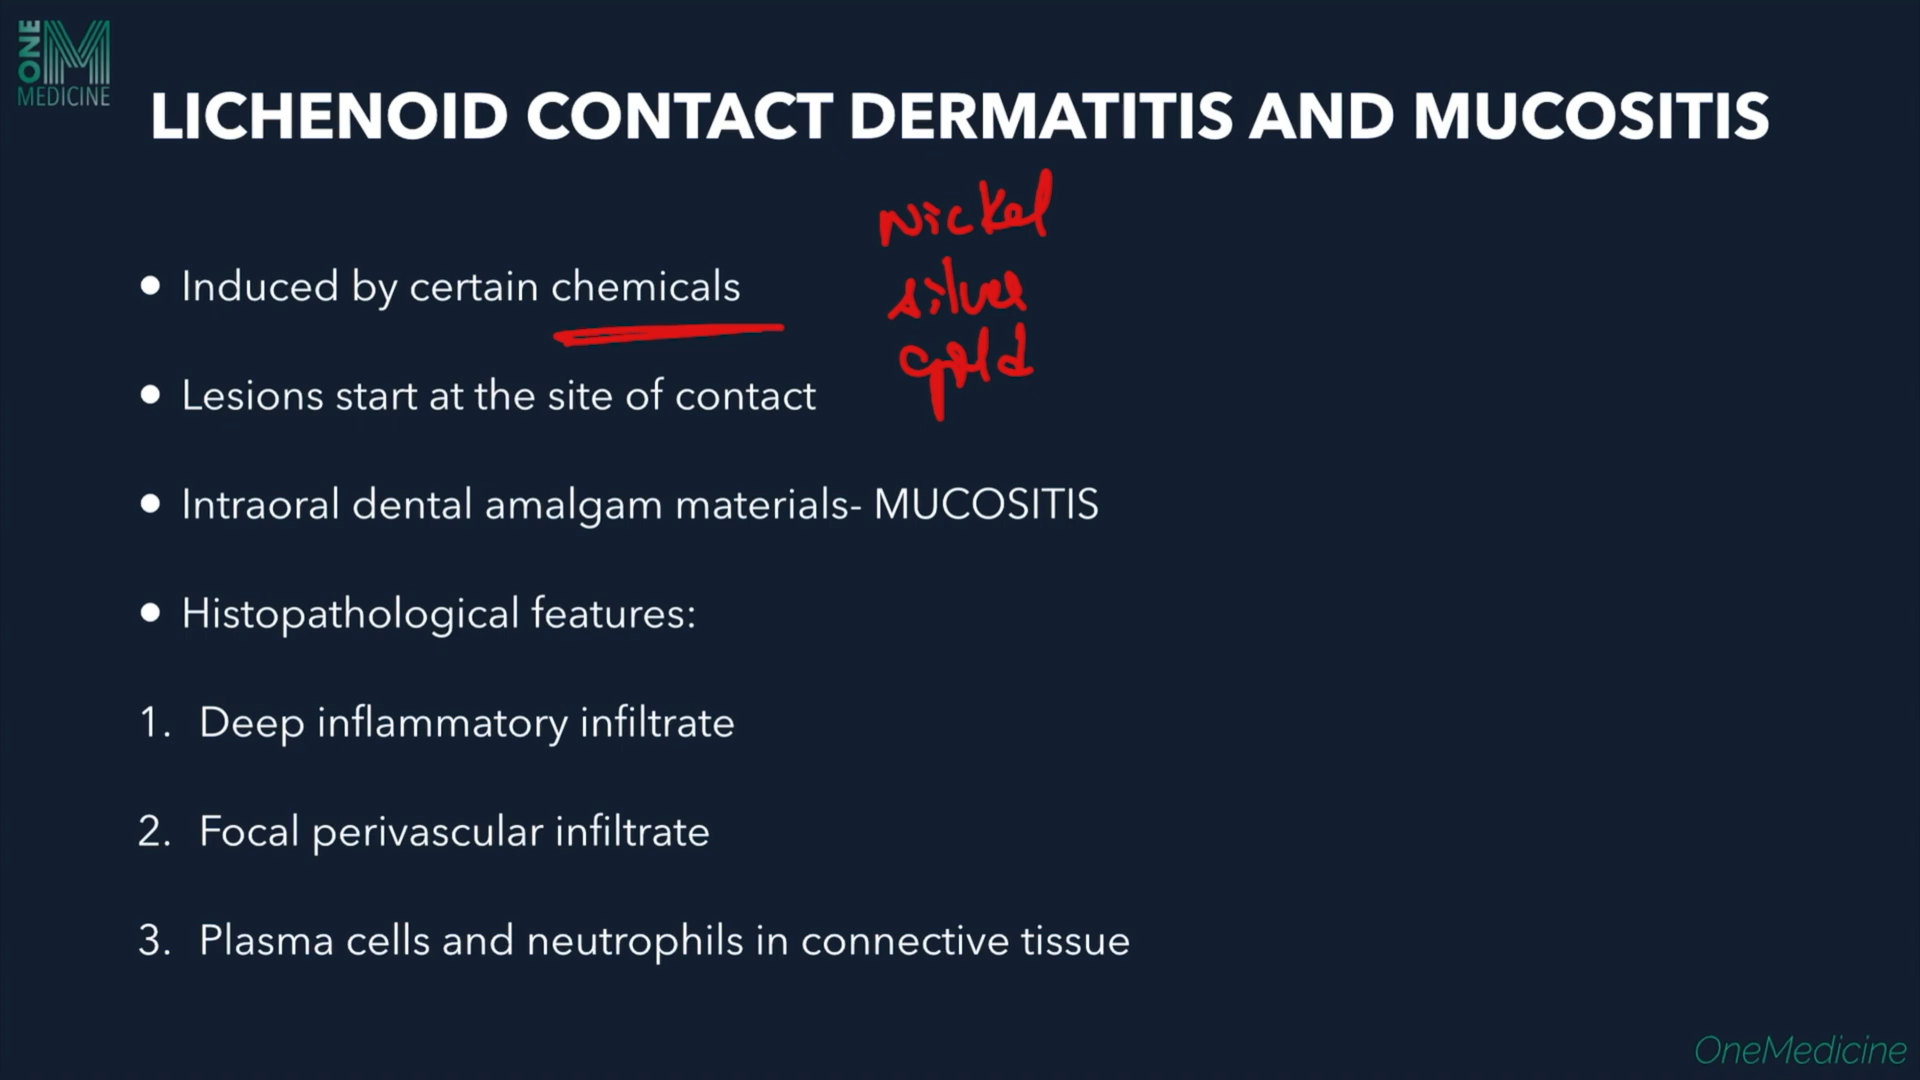 ONE
M
MEDICINE
LICHENOID CONTACT DERMATITIS AND MUCOSITIS
Nickel
• Induced by certain chemicals
silver
gold
• Lesions start at the site of contact
• Intraoral dental amalgam materials- MUCOSITIS
• Histopathological features:
1. Deep inflammatory infiltrate
2. Focal perivascular infiltrate
3. Plasma cells and neutrophils in connective tissue
OneMedicine